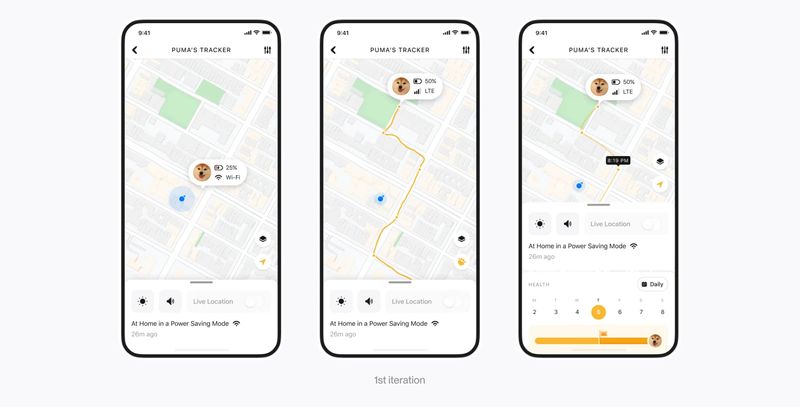 9:41
PUMA'S TRACKER
25%
Wi-Fi
Live Location
At Home in a Power Saving Mode
26m ago
9:41
PUMA'S TRACKER
50%
LTE
Live Location
At Home in a Power Saving Mode
26m ago
9:41
PUMA'S TRACKER
50%
LTE
8:19 PM
Live Location
At Home in a Power Saving Mode
26m ago
HEALTH
Daily
M T W T F S S
2 3 4 5 6 7 8
1st iteration